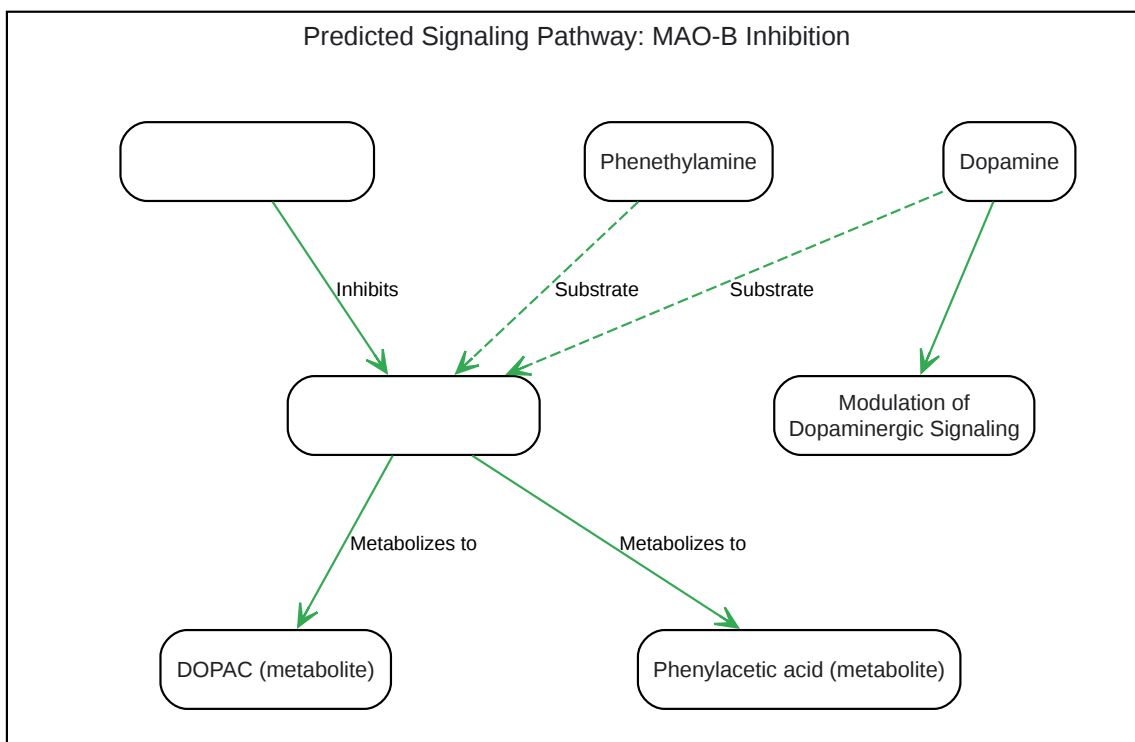 Predicted Signaling Pathway: MAO-B Inhibition
Phenethylamine
Dopamine
Inhibits
Substrate
Substrate
Modulation of
Dopaminergic Signaling
Metabolizes to
Metabolizes to
DOPAC (metabolite)
Phenylacetic acid (metabolite)